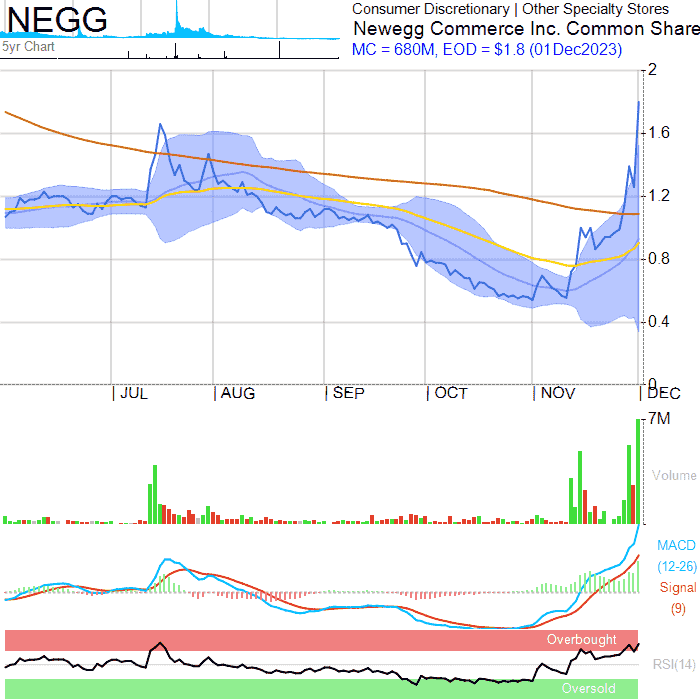 NEGG
5yr Chart
Consumer Discretionary | Other Specialty Stores
Newegg Commerce Inc. Common Share
MC = 680M, EOD = $1.8 (01Dec2023)
2
1.6
1.2
0.8
0.4
0
JUL
AUG
SEP
OCT
NOV
DEC
7M
Volume
MACD
(12-26)
Signal
(9)
Overbought
RSI(14)
Oversold